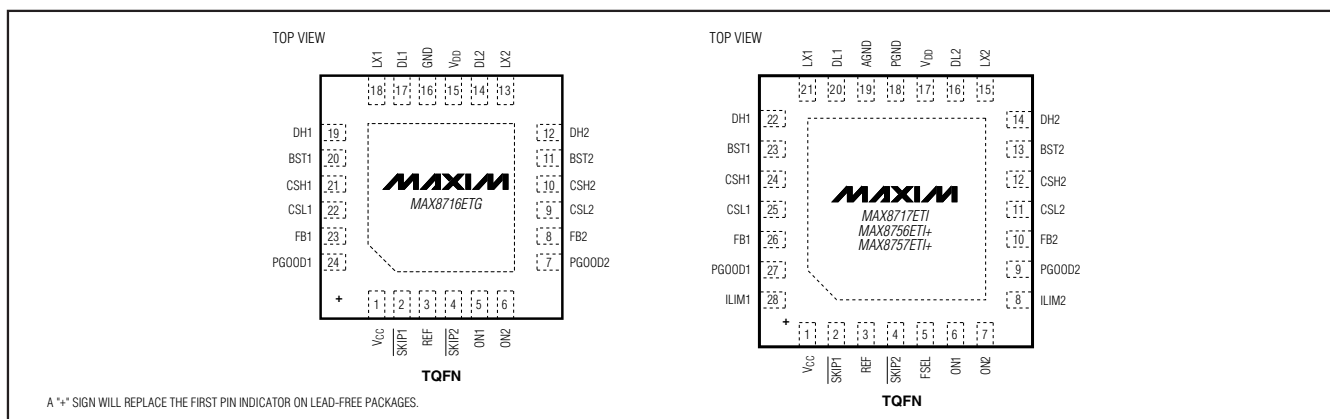 TOP VIEW
LX1
DL1
GND
VDD
DL2
LX2
18
17
16
15
14
13
DH1 19
BST1 20
CSH1 21
CSL1 22
FB1 23
PGOOD1 24
MAXIM
MAX8716ETG
12 DH2
11 BST2
10 CSH2
9 CSL2
8 FB2
7 PGOOD2
+
1
2
3
4
5
6
VCC
SKIP1
REF
SKIP2
ON1
ON2
TQFN
TOP VIEW
LX1
DL1
AGND
PGND
VDD
DL2
LX2
21
20
19
18
17
16
15
DH1 22
BST1 23
CSH1 24
CSL1 25
FB1 26
PGOOD1 27
ILIM1 28
MAXIM
MAX8717ETI
MAX8756ETI+
MAX8757ETI+
14 DH2
13 BST2
12 CSH2
11 CSL2
10 FB2
9 PGOOD2
8 ILIM2
+
1
2
3
4
5
6
7
VCC
SKIP1
REF
SKIP2
FSEL
ON1
ON2
TQFN
A "+" SIGN WILL REPLACE THE FIRST PIN INDICATOR ON LEAD-FREE PACKAGES.